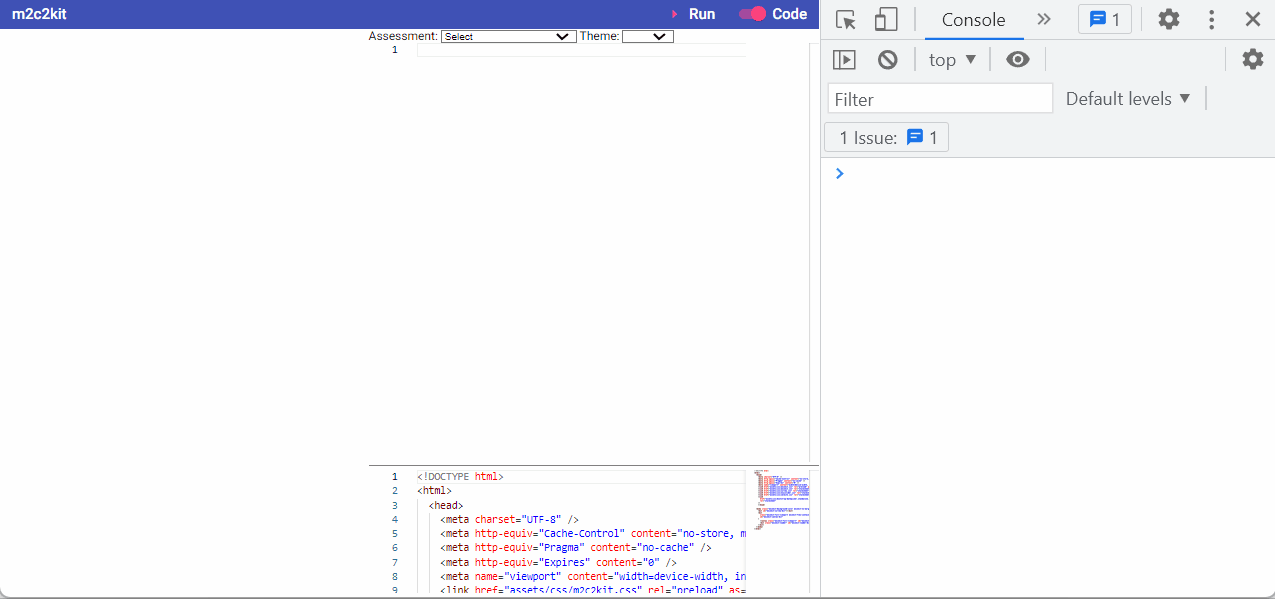 m2c2kit Run Code
Assessment: Select Theme:
1
1 <!DOCTYPE html>
2 <html>
3 <head>
4 <meta charset="UTF-8" />
5 <meta http-equiv="Cache-Control" content="no-store, m
6 <meta http-equiv="Pragma" content="no-cache" />
7 <meta http-equiv="Expires" content="0" />
8 <meta name="viewport" content="width=device-width, in
9 <link href="assets/css/m2c2kit.css" rel="preload" as=
Console 1
top
Filter Default levels
1 Issue: 1